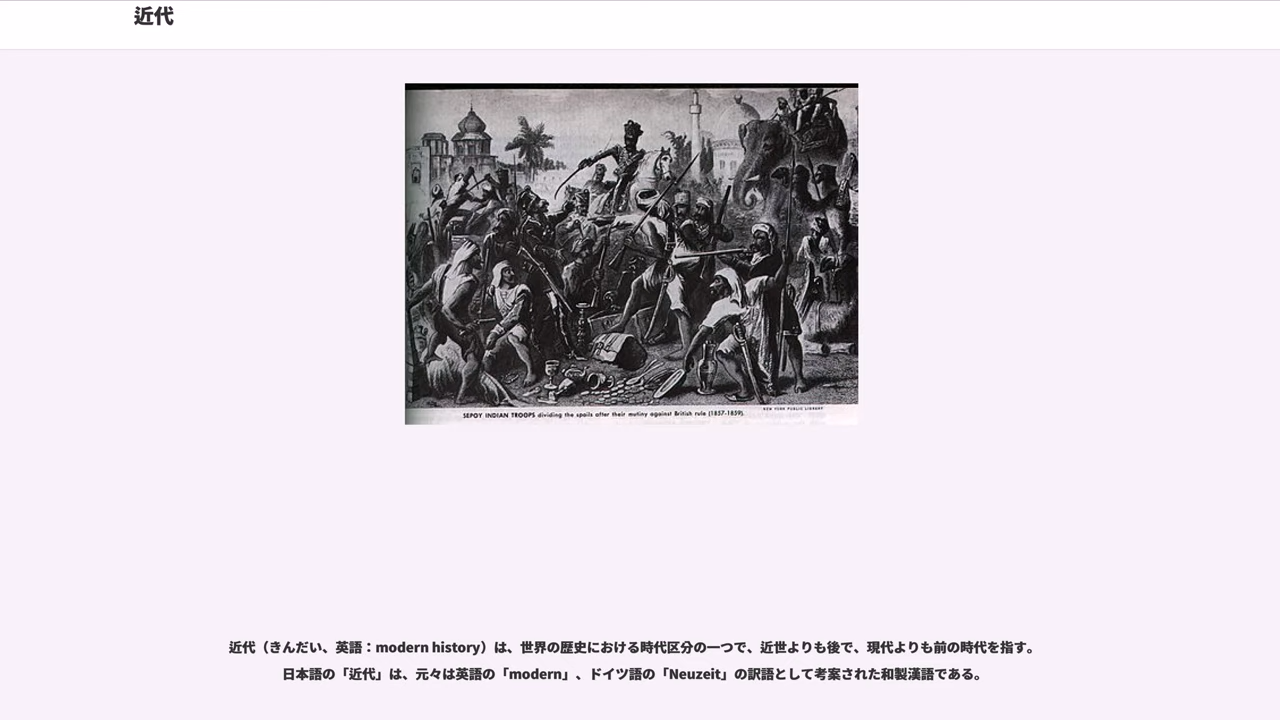 近代
NEW YORK PUBLIC LIBRARY
SEPOY INDIAN TROOPS dividing the spoils after their mutiny against British rule (1857-1859).
近代（きんだい、英語：modern history）は、世界の歴史における時代区分の一つで、近世よりも後で、現代よりも前の時代を指す。
日本語の「近代」は、元々は英語の「modern」、ドイツ語の「Neuzeit」の訳語として考案された和製漢語である。